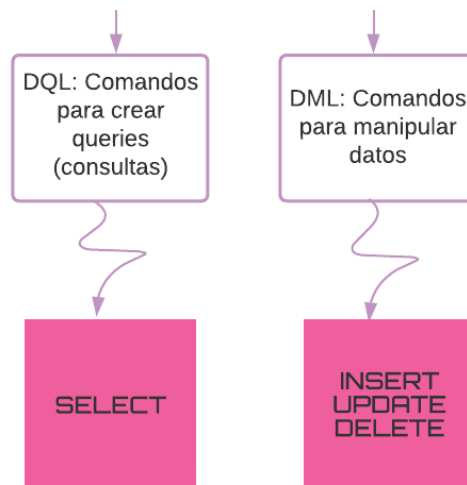 DQL: Comandos
para crear
queries
(consultas)
DML: Comandos
para manipular
datos
SELECT
INSERT
UPDATE
DELETE